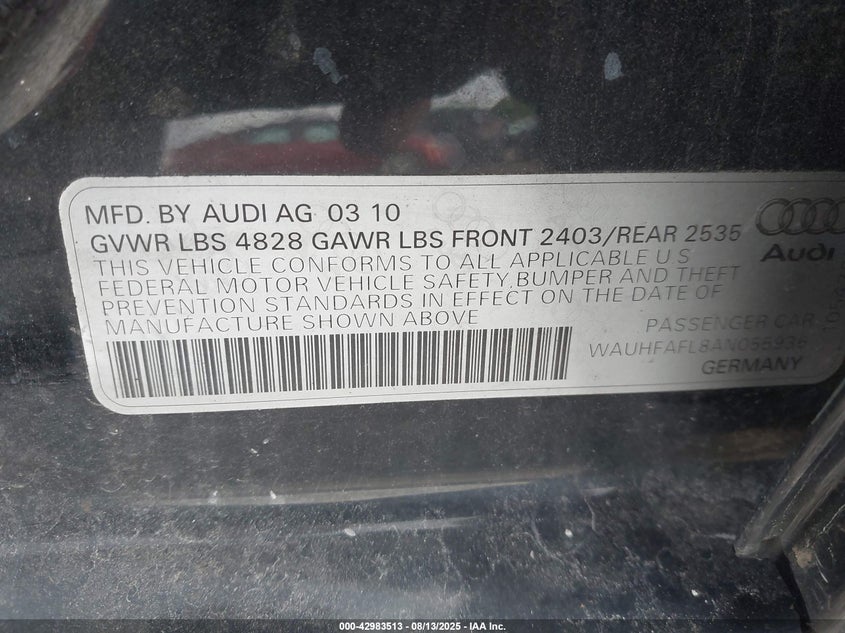 MFD. BY AUDI AG 03 10
GVWR LBS 4828 GAWR LBS FRONT 2403/REAR 2535
THIS VEHICLE CONFORMS TO ALL APPLICABLE U S
FEDERAL MOTOR VEHICLE SAFETY, BUMPER AND THEFT
PREVENTION STANDARDS IN EFFECT ON THE DATE OF
MANUFACTURE SHOWN ABOVE
Audi
PASSENGER CAR
WAUHFAFL8AN055935
GERMANY
000-42983513 - 08/13/2025 - IAA Inc.